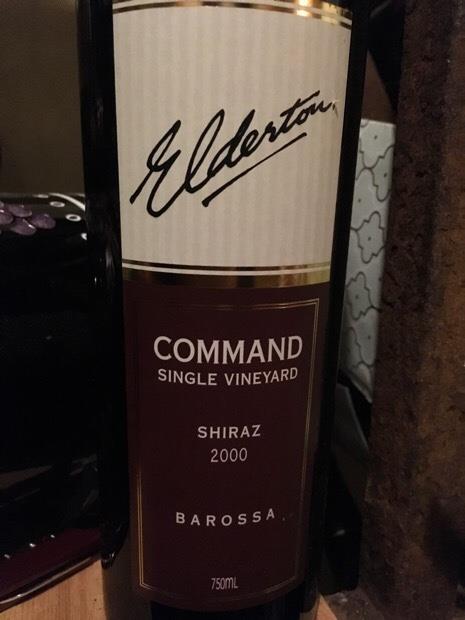 Elderton
COMMAND
SINGLE VINEYARD
SHIRAZ
2000
BAROSSA
750mL